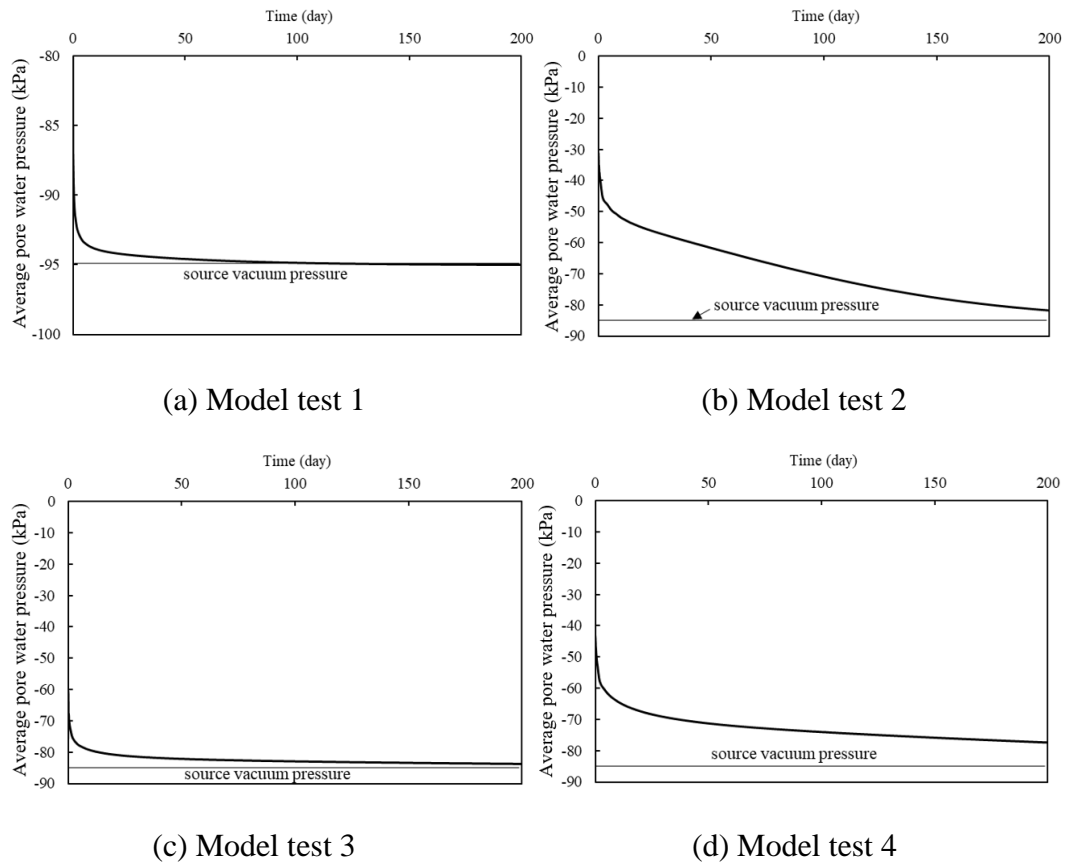 Time (day)
0 50 100 150 200
Average pore water pressure (kPa)
-80
-85
-90
-95
-100
source vacuum pressure
(a) Model test 1
Time (day)
0 50 100 150 200
Average pore water pressure (kPa)
0
-10
-20
-30
-40
-50
-60
-70
-80
-90
source vacuum pressure
(b) Model test 2
Time (day)
0 50 100 150 200
Average pore water pressure (kPa)
0
-10
-20
-30
-40
-50
-60
-70
-80
-90
source vacuum pressure
(c) Model test 3
Time (day)
0 50 100 150 200
Average pore water pressure (kPa)
0
-10
-20
-30
-40
-50
-60
-70
-80
-90
source vacuum pressure
(d) Model test 4